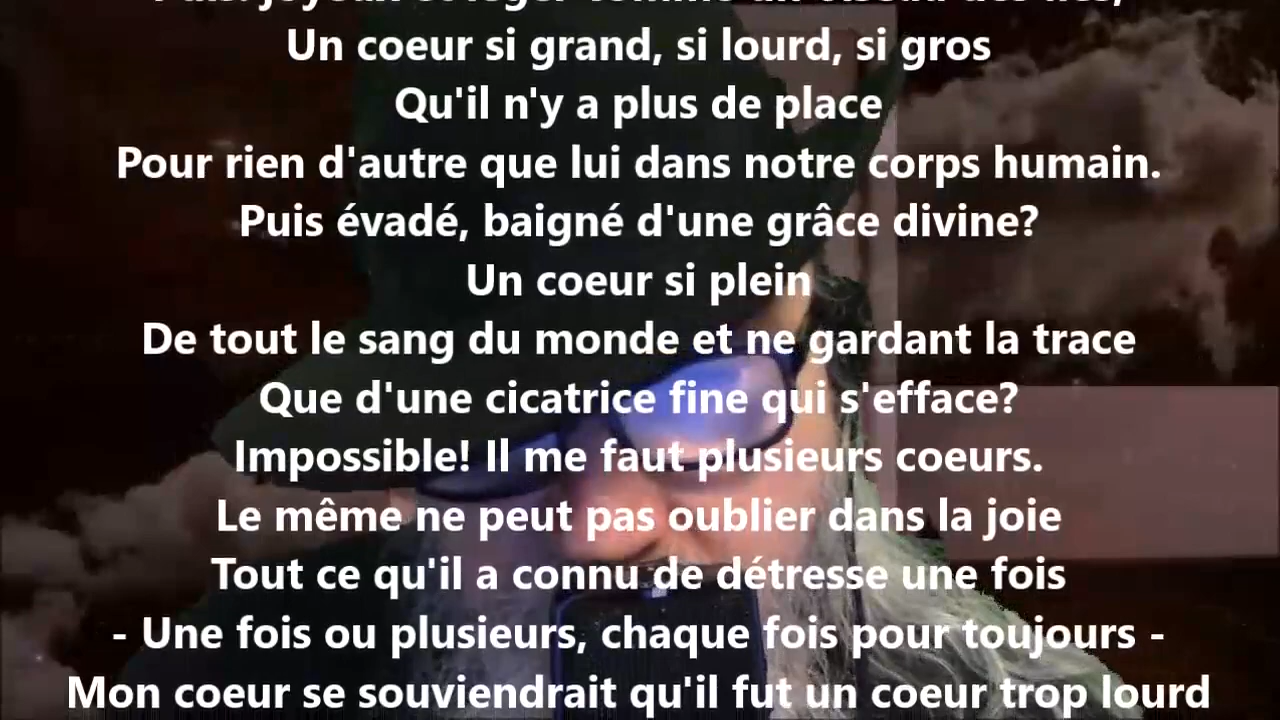 Un coeur si grand, si lourd, si gros
Qu'il n'y a plus de place
Pour rien d'autre que lui dans notre corps humain.
Puis évadé, baigné d'une grâce divine?
Un coeur si plein
De tout le sang du monde et ne gardant la trace
Que d'une cicatrice fine qui s'efface?
Impossible! Il me faut plusieurs coeurs.
Le même ne peut pas oublier dans la joie
Tout ce qu'il a connu de détresse une fois
- Une fois ou plusieurs, chaque fois pour toujours -
Mon coeur se souviendrait qu'il fut un coeur trop lourd